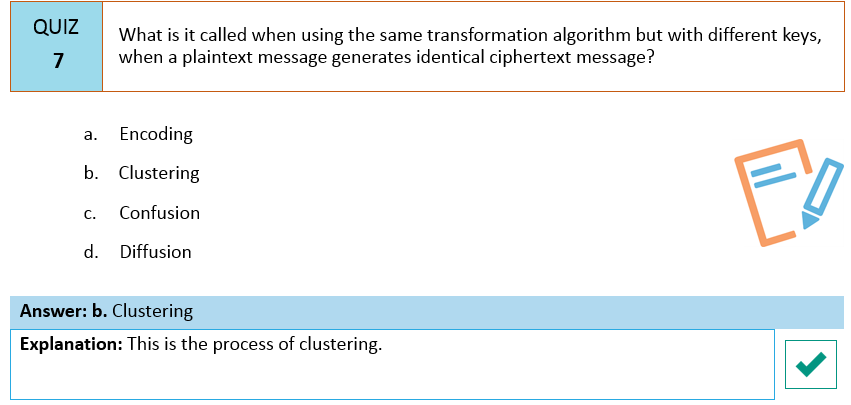 QUIZ
7
What is it called when using the same transformation algorithm but with different keys,
when a plaintext message generates identical ciphertext message?
a. Encoding
b. Clustering
c. Confusion
d. Diffusion
Answer: b. Clustering
Explanation: This is the process of clustering.